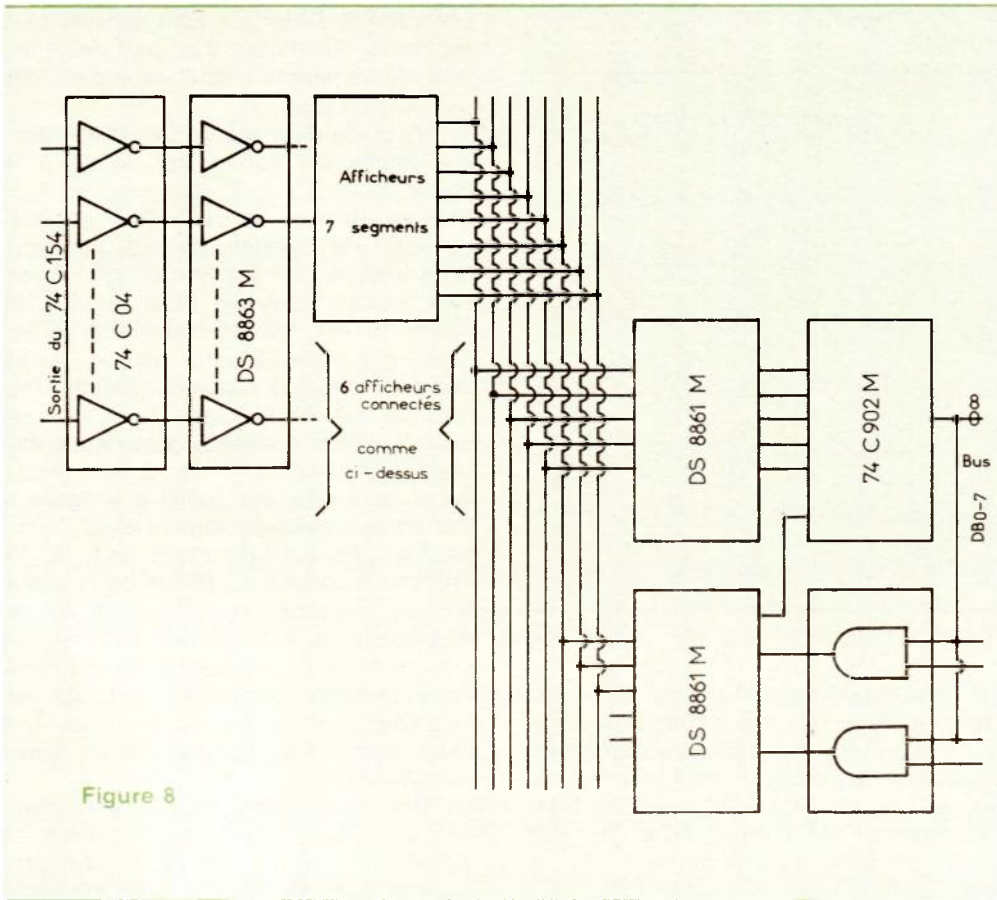 Sortie du 74 C 154
74 C 04
DS 8863 M
Afficheurs
7 segments
6 afficheurs
connectés
comme
ci-dessus
DS 8861 M
74 C 902 M
8
Bus
DB0-7
DS 8861 M
Figure 8